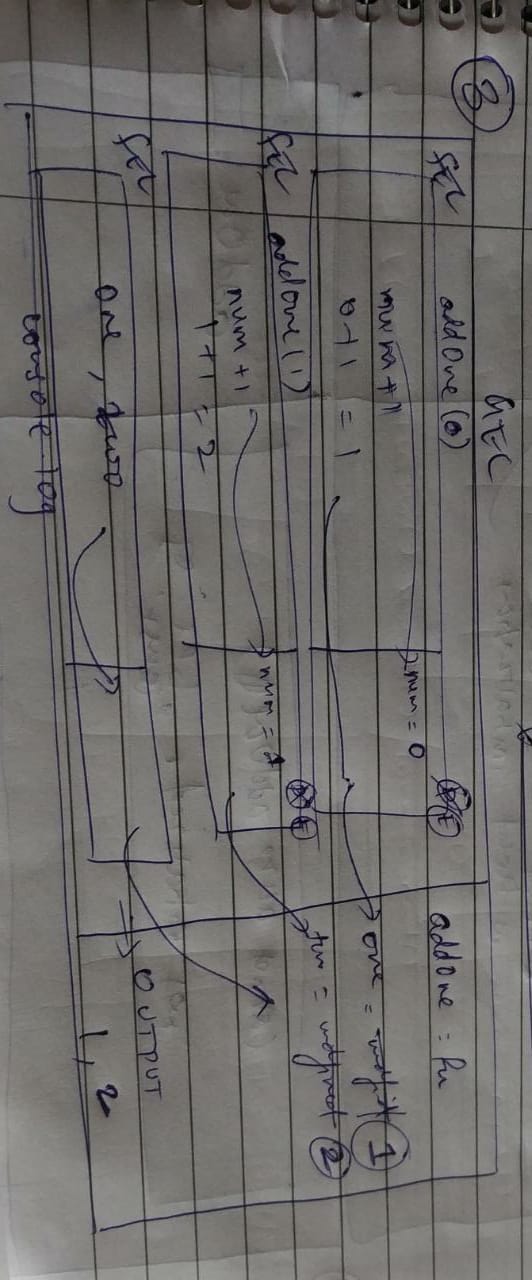 3
GEC
FEC
addOne(0)
num+1
num = 0
0+1 = 1
addOne = fn
one = undefined 1
FEC
addOne(1)
num+1
num = 1
1+1 = 2
two = undefined 2
FEC
one, two
→ OUTPUT
1, 2
console.log